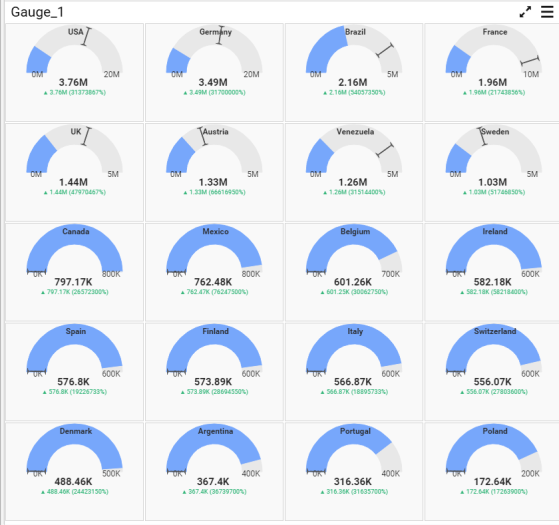 Gauge_1
USA
0M 20M
3.76M
▲ 3.76M (31373867%)
Germany
0M 20M
3.49M
▲ 3.49M (31700000%)
Brazil
0M 5M
2.16M
▲ 2.16M (54057350%)
France
0M 10M
1.96M
▲ 1.96M (21743856%)
UK
0M 5M
1.44M
▲ 1.44M (47970467%)
Austria
0M 5M
1.33M
▲ 1.33M (66616950%)
Venezuela
0M 5M
1.26M
▲ 1.26M (31514400%)
Sweden
0M 5M
1.03M
▲ 1.03M (51746850%)
Canada
0K 800K
797.17K
▲ 797.17K (26572300%)
Mexico
0K 800K
762.48K
▲ 762.47K (76247500%)
Belgium
0K 700K
601.26K
▲ 601.25K (30062750%)
Ireland
0K 600K
582.18K
▲ 582.18K (58218400%)
Spain
0K 600K
576.8K
▲ 576.8K (19226733%)
Finland
0K 600K
573.89K
▲ 573.89K (28694550%)
Italy
0K 600K
566.87K
▲ 566.87K (18895733%)
Switzerland
0K 600K
556.07K
▲ 556.07K (27803600%)
Denmark
0K 500K
488.46K
▲ 488.46K (24423150%)
Argentina
0K 400K
367.4K
▲ 367.4K (36739700%)
Portugal
0K 400K
316.36K
▲ 316.36K (31635700%)
Poland
0K 200K
172.64K
▲ 172.64K (17263900%)